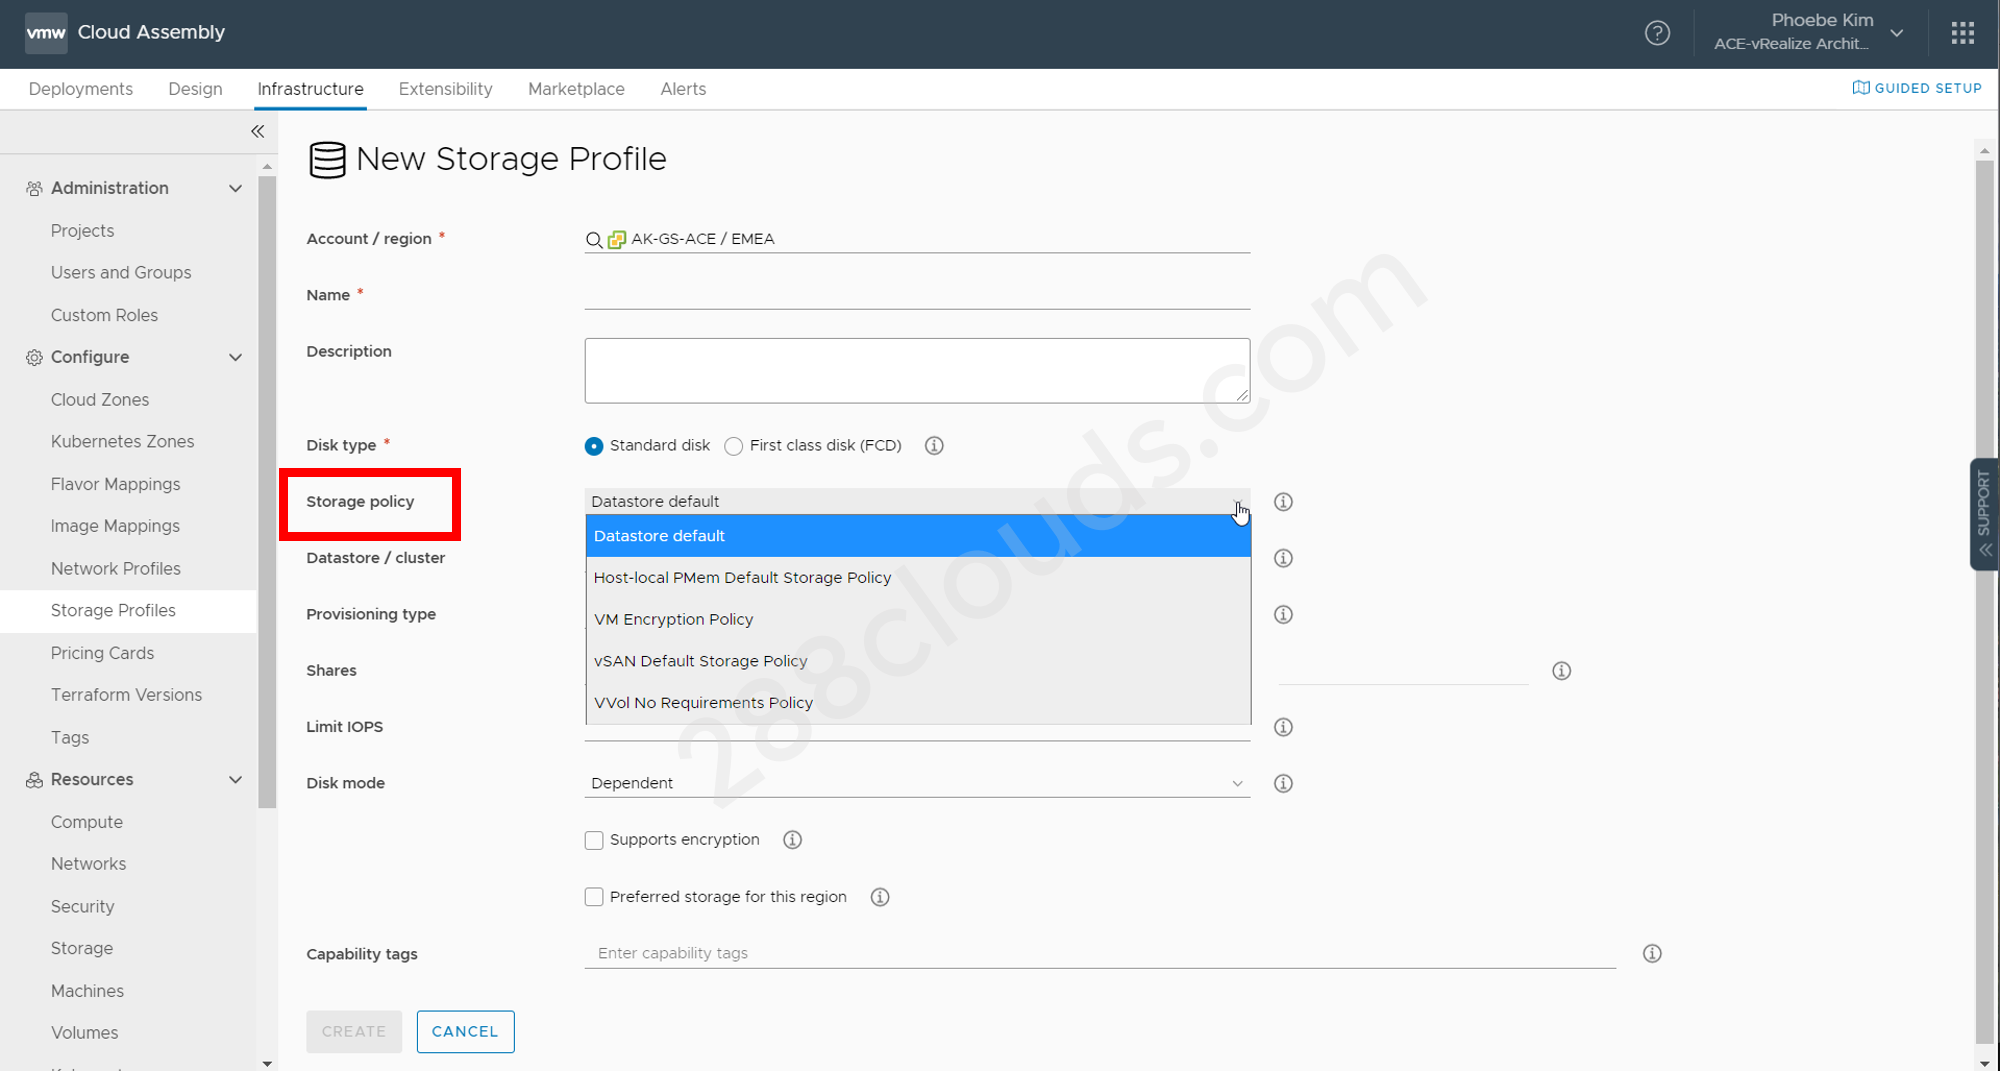 vmw Cloud Assembly
Phoebe Kim
ACE-vRealize Archit...
Deployments Design Infrastructure Extensibility Marketplace Alerts
GUIDED SETUP
Administration
Projects
Users and Groups
Custom Roles
Configure
Cloud Zones
Kubernetes Zones
Flavor Mappings
Image Mappings
Network Profiles
Storage Profiles
Pricing Cards
Terraform Versions
Tags
Resources
Compute
Networks
Security
Storage
Machines
Volumes
New Storage Profile
Account / region * AK-GS-ACE / EMEA
Name *
Description
Disk type * Standard disk First class disk (FCD)
Storage policy Datastore default
Datastore default
Host-local PMem Default Storage Policy
VM Encryption Policy
vSAN Default Storage Policy
VVol No Requirements Policy
Datastore / cluster
Provisioning type
Shares
Limit IOPS
Disk mode Dependent
Supports encryption
Preferred storage for this region
Capability tags Enter capability tags
CREATE CANCEL
SUPPORT
288clouds.com